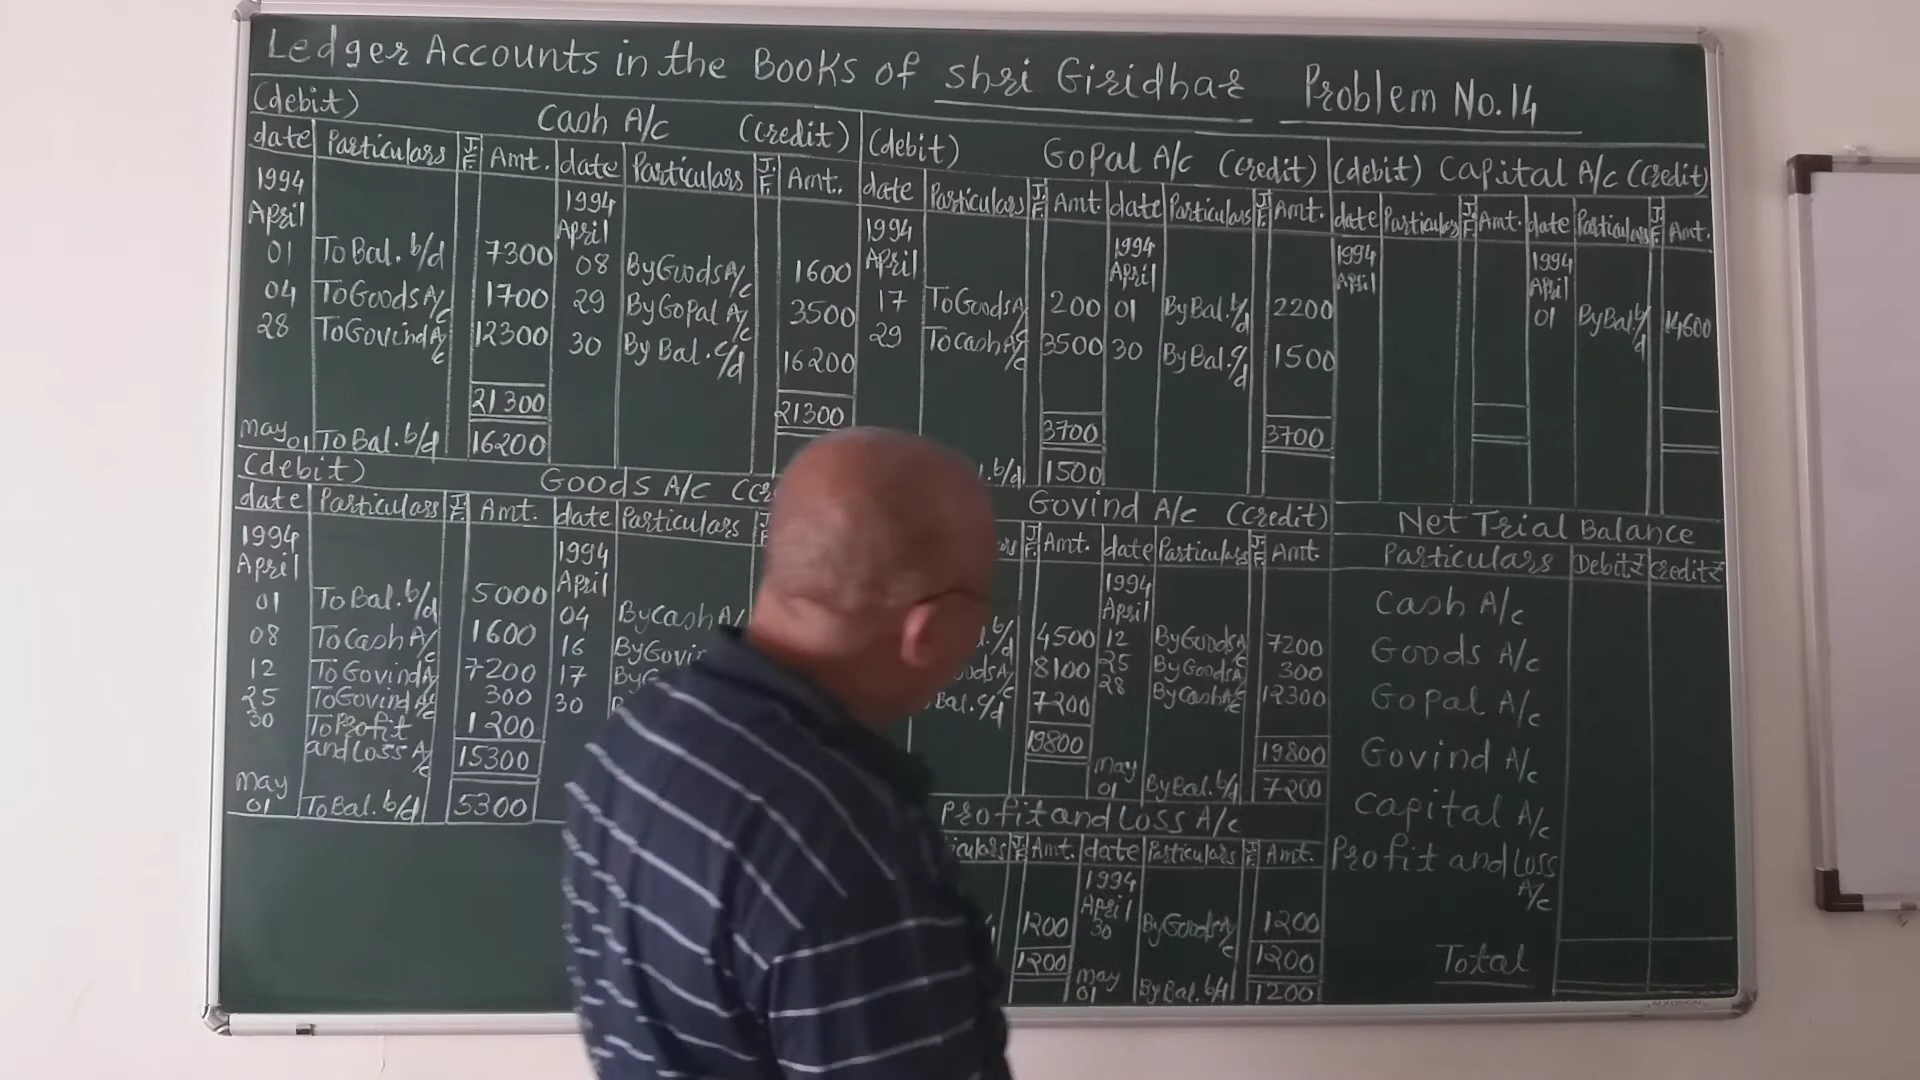 Ledger Accounts in the Books of Shri Giridhar Problem No.14
(debit) Cash A/c (credit)
date Particulars J.F. Amt. date Particulars J.F. Amt.
1994 April 1994 April
01 To Bal. b/d 7300 08 By Goods A/c 1600
04 To Goods A/c 1700 29 By Gopal A/c 3500
28 To Govind A/c 12300 30 By Bal. c/d 16200
21300 21300
may 01 To Bal. b/d 16200
(debit) Gopal A/c (credit)
date Particulars J.F. Amt date Particulars J.F. Amt.
1994 April 1994 April
17 To Goods A/c 200 01 By Bal. b/d 2200
29 To Cash A/c 3500 30 By Bal. c/d 1500
3700 3700
b/d 1500
(debit) Capital A/c (credit)
date Particulars J.F. Amt. date Particulars J.F. Amt.
1994 April 1994 April
01 By Bal. b/d 14600
(debit) Goods A/c
date Particulars J.F. Amt. date Particulars
1994 April 1994 April
01 To Bal. b/d 5000 04 By Cash A/c
08 To Cash A/c 1600 16
12 To Govind A/c 7200 17
25 To Govind A/c 300 30
30 To Profit and Loss A/c 1200
15300
may 01 To Bal. b/d 5300
Govind A/c (credit)
J.F. Amt. date Particulars J.F. Amt.
1994 April
b/d 4500 12 By Goods A/c 7200
8100 25 By Goods A/c 300
Bal. c/d 7200 28 By Cash A/c 12300
19800 19800
may 01 By Bal. b/d 7200
Profit and Loss A/c
J.F. Amt. date Particulars J.F. Amt.
1994 April
1200 30 By Goods A/c 1200
1200 1200
may 01 By Bal. b/d 1200
Net Trial Balance
Particulars Debit ₹ Credit ₹
Cash A/c
Goods A/c
Gopal A/c
Govind A/c
Capital A/c
Profit and Loss A/c
Total